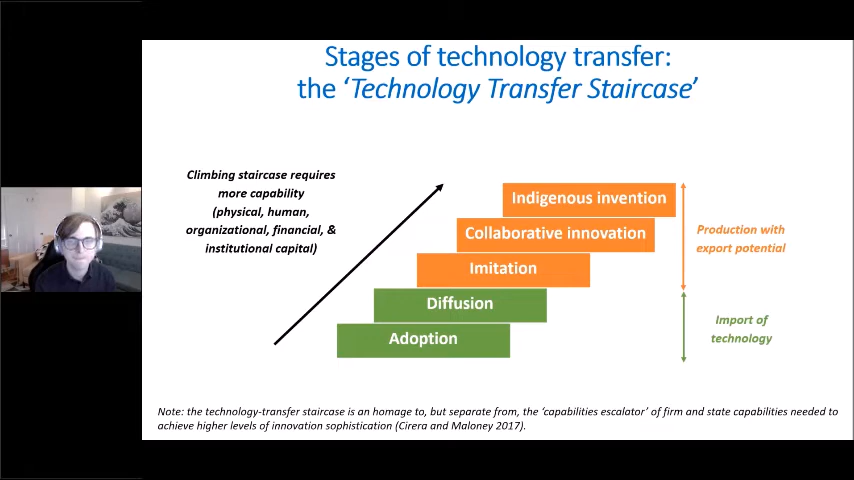 Stages of technology transfer:
the ‘Technology Transfer Staircase’
Climbing staircase requires
more capability
(physical, human,
organizational, financial, &
institutional capital)
Indigenous invention
Collaborative innovation
Imitation
Diffusion
Adoption
Production with
export potential
Import of
technology
Note: the technology-transfer staircase is an homage to, but separate from, the ‘capabilities escalator’ of firm and state capabilities needed to
achieve higher levels of innovation sophistication (Cirera and Maloney 2017).